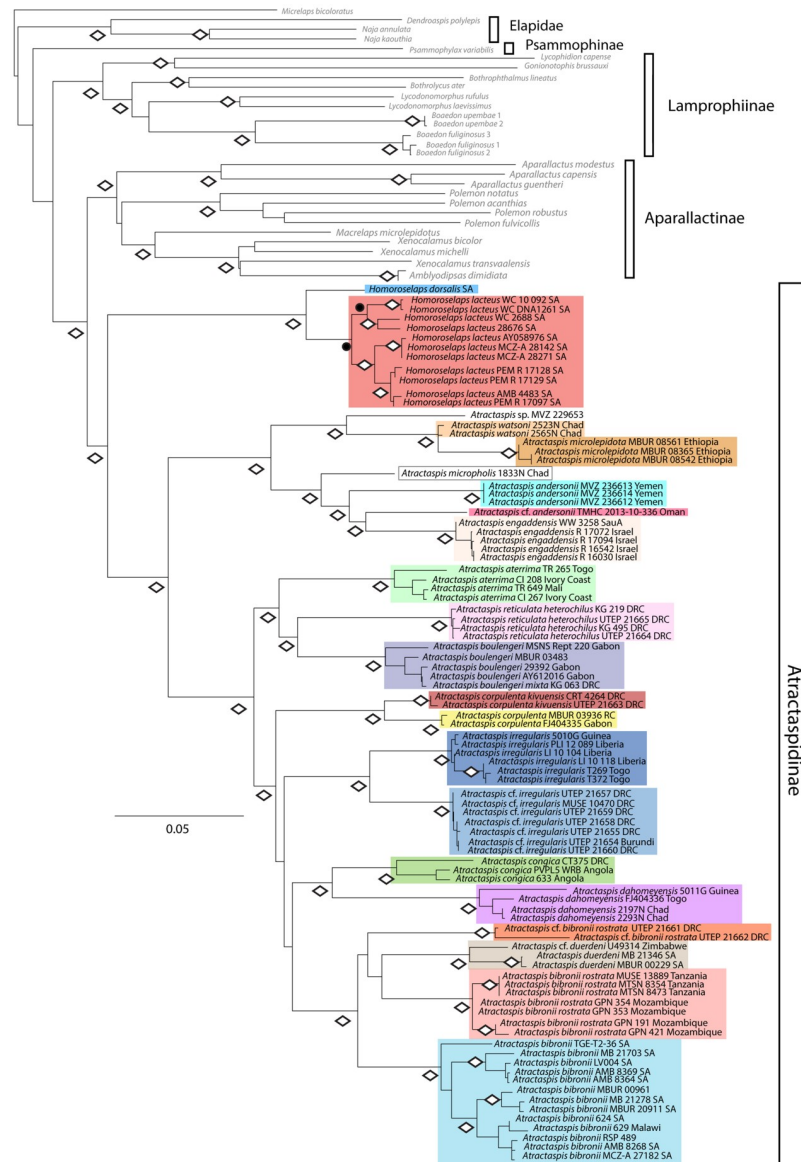 Micrelaps bicoloratus
Dendroaspis polylepis
Naja annulata
Naja kaouthia
Elapidae
Psammophylax variabilis
Psammophinae
Lycophidion capense
Gonionotophis brussauxi
Bothrophthalmus lineatus
Bothrolycus ater
Lycodonomorphus rufulus
Lycodonomorphus laevissimus
Boaedon upembae 1
Boaedon upembae 2
Boaedon fuliginosus 3
Boaedon fuliginosus 1
Boaedon fuliginosus 2
Lamprophiinae
Aparallactus modestus
Aparallactus capensis
Aparallactus guentheri
Polemon notatus
Polemon acanthias
Polemon robustus
Polemon fulvicollis
Macrelaps microlepidotus
Xenocalamus bicolor
Xenocalamus michelli
Xenocalamus transvaalensis
Amblyodipsas dimidiata
Aparallactinae
Homoroselaps dorsalis SA
Homoroselaps lacteus WC 10 092 SA
Homoroselaps lacteus WC DNA1261 SA
Homoroselaps lacteus WC 2688 SA
Homoroselaps lacteus 28676 SA
Homoroselaps lacteus AY058976 SA
Homoroselaps lacteus MCZ-A 28142 SA
Homoroselaps lacteus MCZ-A 28271 SA
Homoroselaps lacteus PEM R 17128 SA
Homoroselaps lacteus PEM R 17129 SA
Homoroselaps lacteus AMB 4483 SA
Homoroselaps lacteus PEM R 17097 SA
Atractaspis sp. MVZ 229653
Atractaspis watsoni 2523N Chad
Atractaspis watsoni 2565N Chad
Atractaspis microlepidota MBUR 08561 Ethiopia
Atractaspis microlepidota MBUR 08365 Ethiopia
Atractaspis microlepidota MBUR 08542 Ethiopia
Atractaspis micropholis 1833N Chad
Atractaspis andersonii MVZ 236613 Yemen
Atractaspis andersonii MVZ 236614 Yemen
Atractaspis andersonii MVZ 236612 Yemen
Atractaspis cf. andersonii TMHC 2013-10-336 Oman
Atractaspis engaddensis WW 3258 SauA
Atractaspis engaddensis R 17072 Israel
Atractaspis engaddensis R 17094 Israel
Atractaspis engaddensis R 16542 Israel
Atractaspis engaddensis R 16030 Israel
Atractaspis aterrima TR 265 Togo
Atractaspis aterrima CI 208 Ivory Coast
Atractaspis aterrima TR 649 Mali
Atractaspis aterrima CI 267 Ivory Coast
Atractaspis reticulata heterochilus KG 219 DRC
Atractaspis reticulata heterochilus UTEP 21665 DRC
Atractaspis reticulata heterochilus KG 495 DRC
Atractaspis reticulata heterochilus UTEP 21664 DRC
Atractaspis boulengeri MSNS Rept 220 Gabon
Atractaspis boulengeri MBUR 03483
Atractaspis boulengeri 29392 Gabon
Atractaspis boulengeri AY612016 Gabon
Atractaspis boulengeri mixta KG 063 DRC
Atractaspis corpulenta kivuensis CRT 4264 DRC
Atractaspis corpulenta kivuensis UTEP 21663 DRC
Atractaspis corpulenta MBUR 03936 RC
Atractaspis corpulenta FJ404335 Gabon
Atractaspis irregularis 5010G Guinea
Atractaspis irregularis PLI 12 089 Liberia
Atractaspis irregularis LI 10 104 Liberia
Atractaspis irregularis LI 10 118 Liberia
Atractaspis irregularis T269 Togo
Atractaspis irregularis T372 Togo
Atractaspis cf. irregularis UTEP 21657 DRC
Atractaspis cf. irregularis MUSE 10470 DRC
Atractaspis cf. irregularis UTEP 21659 DRC
Atractaspis cf. irregularis UTEP 21658 DRC
Atractaspis cf. irregularis UTEP 21655 DRC
Atractaspis cf. irregularis UTEP 21654 Burundi
Atractaspis cf. irregularis UTEP 21660 DRC
0.05
Atractaspis congica CT375 DRC
Atractaspis congica PVPL5 WRB Angola
Atractaspis congica 633 Angola
Atractaspis dahomeyensis 5011G Guinea
Atractaspis dahomeyensis FJ404336 Togo
Atractaspis dahomeyensis 2197N Chad
Atractaspis dahomeyensis 2293N Chad
Atractaspis cf. bibronii rostrata UTEP 21661 DRC
Atractaspis cf. bibronii rostrata UTEP 21662 DRC
Atractaspis cf. duerdeni U49314 Zimbabwe
Atractaspis duerdeni MB 21346 SA
Atractaspis duerdeni MBUR 00229 SA
Atractaspis bibronii rostrata MUSE 13889 Tanzania
Atractaspis bibronii rostrata MTSN 8354 Tanzania
Atractaspis bibronii rostrata MTSN 8473 Tanzania
Atractaspis bibronii rostrata GPN 354 Mozambique
Atractaspis bibronii rostrata GPN 353 Mozambique
Atractaspis bibronii rostrata GPN 191 Mozambique
Atractaspis bibronii rostrata GPN 421 Mozambique
Atractaspis bibronii TGE-T2-36 SA
Atractaspis bibronii MB 21703 SA
Atractaspis bibronii LV004 SA
Atractaspis bibronii AMB 8369 SA
Atractaspis bibronii AMB 8364 SA
Atractaspis bibronii MBUR 00961
Atractaspis bibronii MB 21278 SA
Atractaspis bibronii MBUR 20911 SA
Atractaspis bibronii 624 SA
Atractaspis bibronii 629 Malawi
Atractaspis bibronii RSP 489
Atractaspis bibronii AMB 8268 SA
Atractaspis bibronii MCZ-A 27182 SA
Atractaspidinae